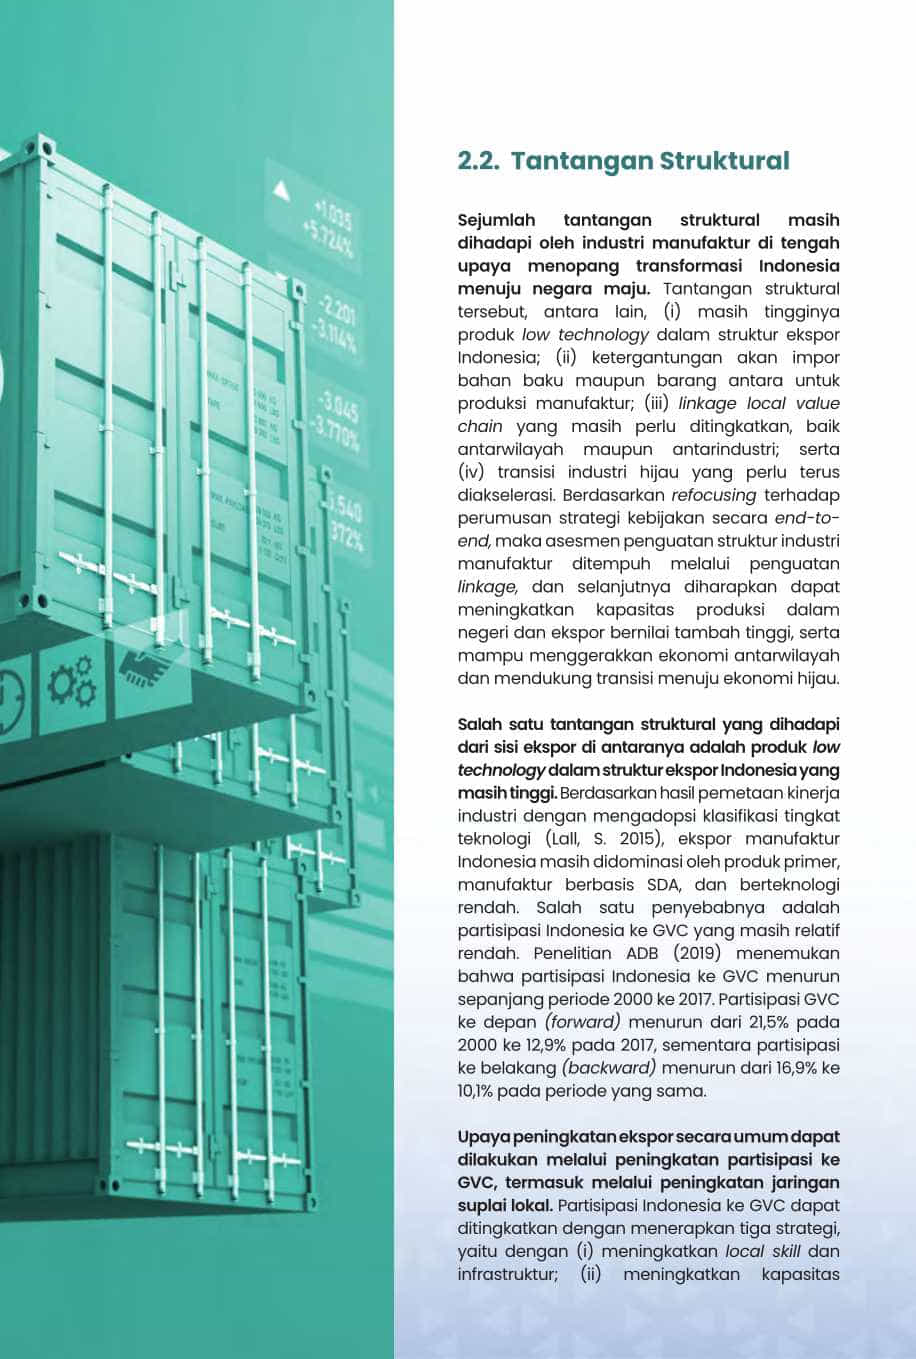 +1.035
+5.724%
-2.201
-3.114%
-3.045
-3.770%
5.540
372%
2.2. Tantangan Struktural
Sejumlah tantangan struktural masih
dihadapi oleh industri manufaktur di tengah
upaya menopang transformasi Indonesia
menuju negara maju. Tantangan struktural
tersebut, antara lain, (i) masih tingginya
produk low technology dalam struktur ekspor
Indonesia; (ii) ketergantungan akan impor
bahan baku maupun barang antara untuk
produksi manufaktur; (iii) linkage local value
chain yang masih perlu ditingkatkan, baik
antarwilayah maupun antarindustri; serta
(iv) transisi industri hijau yang perlu terus
diakselerasi. Berdasarkan refocusing terhadap
perumusan strategi kebijakan secara end-to-
end, maka asesmen penguatan struktur industri
manufaktur ditempuh melalui penguatan
linkage, dan selanjutnya diharapkan dapat
meningkatkan kapasitas produksi dalam
negeri dan ekspor bernilai tambah tinggi, serta
mampu menggerakkan ekonomi antarwilayah
dan mendukung transisi menuju ekonomi hijau.
Salah satu tantangan struktural yang dihadapi
dari sisi ekspor di antaranya adalah produk low
technology dalam struktur ekspor Indonesia yang
masih tinggi. Berdasarkan hasil pemetaan kinerja
industri dengan mengadopsi klasifikasi tingkat
teknologi (Lall, S. 2015), ekspor manufaktur
Indonesia masih didominasi oleh produk primer,
manufaktur berbasis SDA, dan berteknologi
rendah. Salah satu penyebabnya adalah
partisipasi Indonesia ke GVC yang masih relatif
rendah. Penelitian ADB (2019) menemukan
bahwa partisipasi Indonesia ke GVC menurun
sepanjang periode 2000 ke 2017. Partisipasi GVC
ke depan (forward) menurun dari 21,5% pada
2000 ke 12,9% pada 2017, sementara partisipasi
ke belakang (backward) menurun dari 16,9% ke
10,1% pada periode yang sama.
Upaya peningkatan ekspor secara umum dapat
dilakukan melalui peningkatan partisipasi ke
GVC, termasuk melalui peningkatan jaringan
suplai lokal. Partisipasi Indonesia ke GVC dapat
ditingkatkan dengan menerapkan tiga strategi,
yaitu dengan (i) meningkatkan local skill dan
infrastruktur; (ii) meningkatkan kapasitas